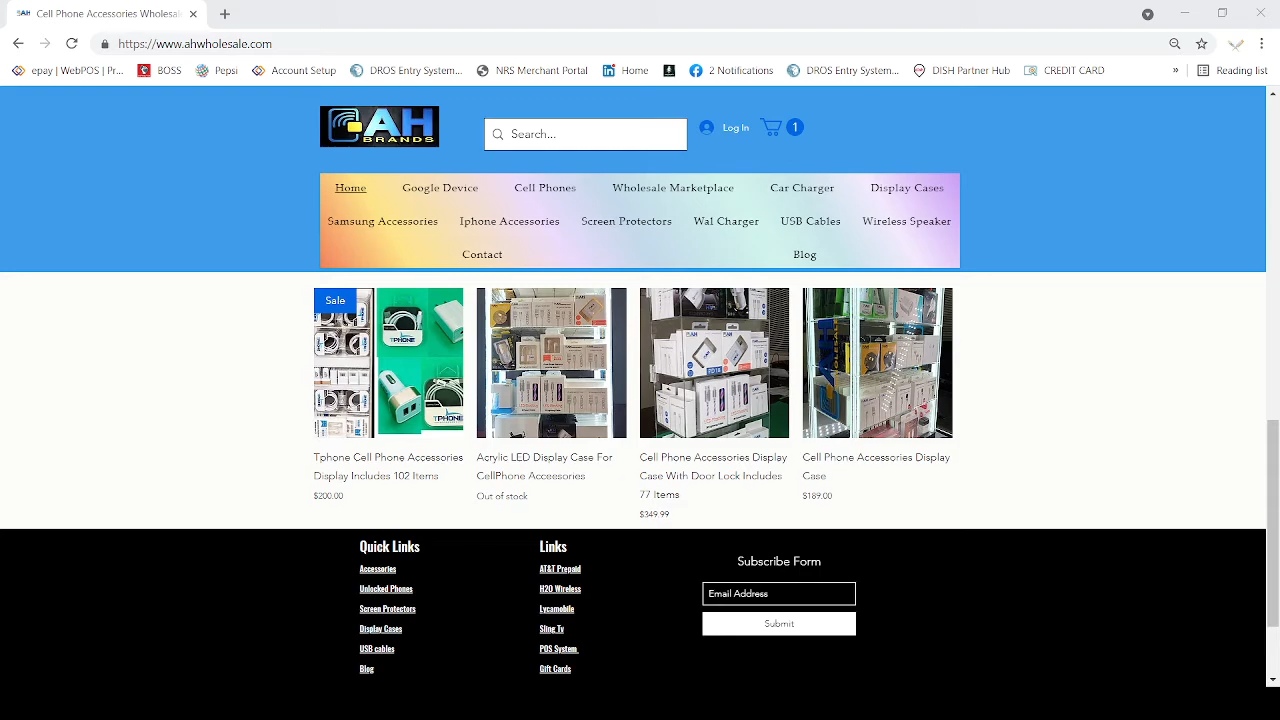 Cell Phone Accessories Wholesale
https://www.ahwholesale.com
epay | WebPOS | Pr...
BOSS
Pepsi
Account Setup
DROS Entry System...
NRS Merchant Portal
Home
2 Notifications
DROS Entry System...
DISH Partner Hub
CREDIT CARD
»
Reading list
AH
BRANDS
Search...
Log In
1
Home
Google Device
Cell Phones
Wholesale Marketplace
Car Charger
Display Cases
Samsung Accessories
Iphone Accessories
Screen Protectors
Wal Charger
USB Cables
Wireless Speaker
Contact
Blog
Sale
TPHONE
TPHONE
AH
Tphone Cell Phone Accessories
Display Includes 102 Items
$200.00
Acrylic LED Display Case For
CellPhone Acceesories
Out of stock
Cell Phone Accessories Display
Case With Door Lock Includes
77 Items
$349.99
Cell Phone Accessories Display
Case
$189.00
Quick Links
Accessories
Unlocked Phones
Screen Protectors
Display Cases
USB cables
Blog
Links
AT&T Prepaid
H2O Wireless
Lycamobile
Sling Tv
POS System
Gift Cards
Subscribe Form
Email Address
Submit